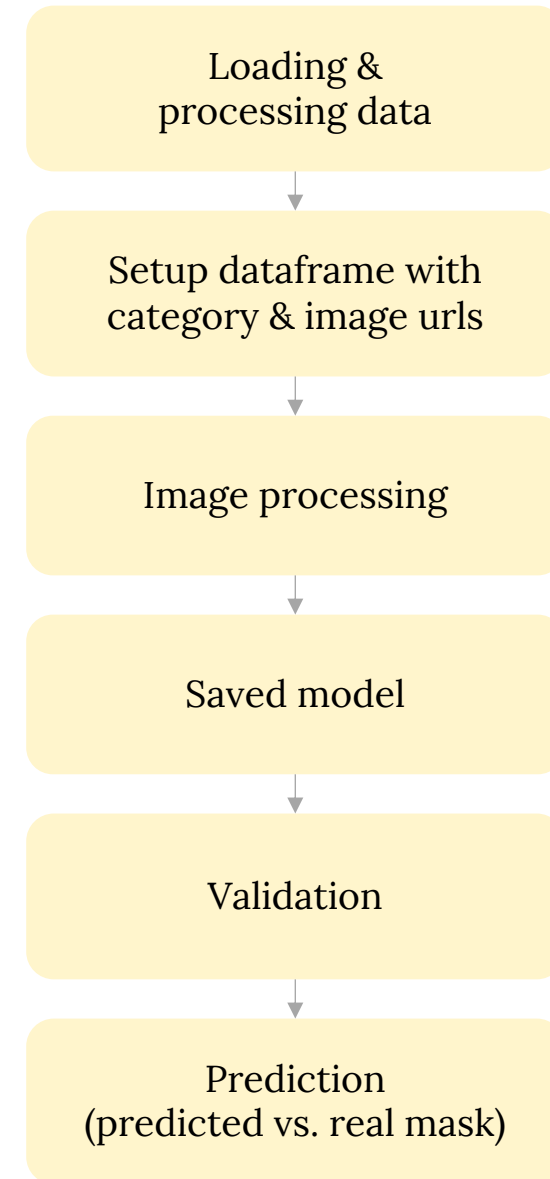 Loading &
processing data
Setup dataframe with
category & image urls
Image processing
Saved model
Validation
Prediction
(predicted vs. real mask)